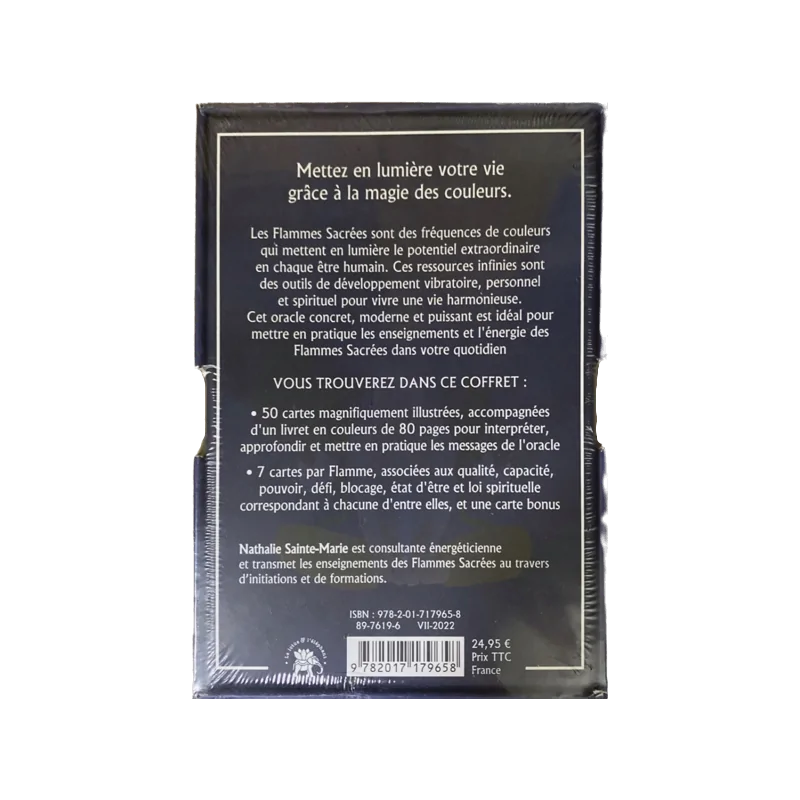 Mettez en lumière votre vie
grâce à la magie des couleurs.
Les Flammes Sacrées sont des fréquences de couleurs
qui mettent en lumière le potentiel extraordinaire
en chaque être humain. Ces ressources infinies sont
des outils de développement vibratoire, personnel
et spirituel pour vivre une vie harmonieuse.
Cet oracle concret, moderne et puissant est idéal pour
mettre en pratique les enseignements et l'énergie des
Flammes Sacrées dans votre quotidien
VOUS TROUVEREZ DANS CE COFFRET :
• 50 cartes magnifiquement illustrées, accompagnées
d'un livret en couleurs de 80 pages pour interpréter,
approfondir et mettre en pratique les messages de l'oracle
• 7 cartes par Flamme, associées aux qualité, capacité,
pouvoir, défi, blocage, état d'être et loi spirituelle
correspondant à chacune d'entre elles, et une carte bonus
Nathalie Sainte-Marie est consultante énergéticienne
et transmet les enseignements des Flammes Sacrées au travers
d'initiations et de formations.
ISBN : 978-2-01-717965-8
89-7619-6 VII-2022
Le lotus & l'éléphant
9 782017 179658
24,95 €
Prix TTC
France